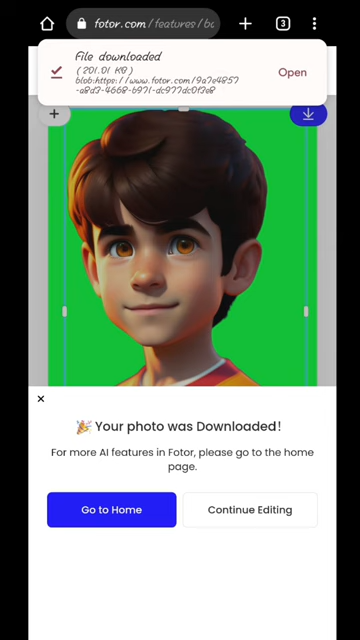 fotor.com/features/bc
3
File downloaded
(201.01 KB)
blob:https://www.fotor.com/9a7e4857
-a8d3-4668-b971-dc977dc0f3e8
Open
Your photo was Downloaded!
For more AI features in Fotor, please go to the home
page.
Go to Home
Continue Editing